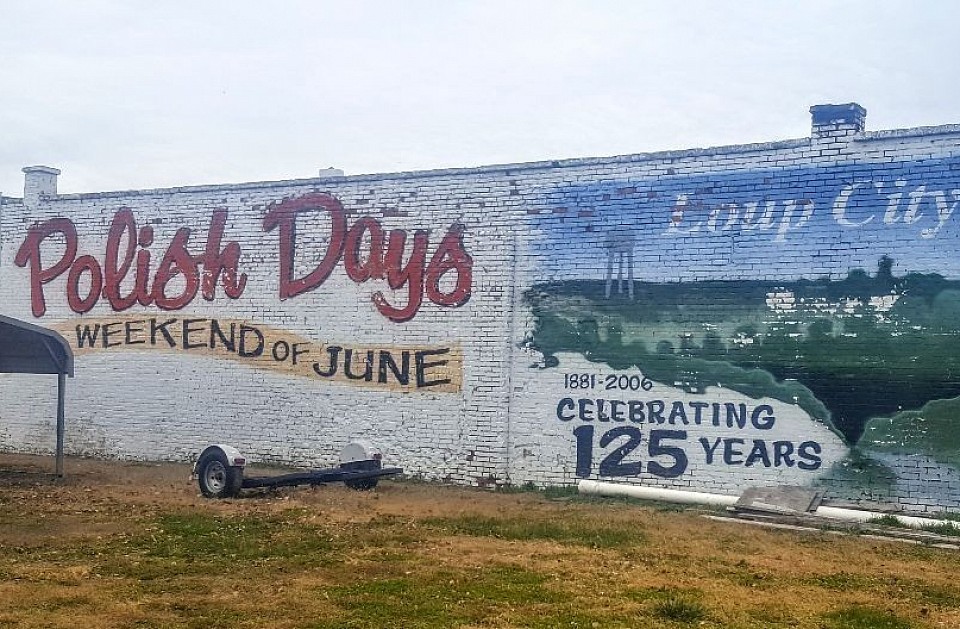 Polish Days
WEEKEND OF JUNE
Loup City
1881-2006
CELEBRATING
125 YEARS